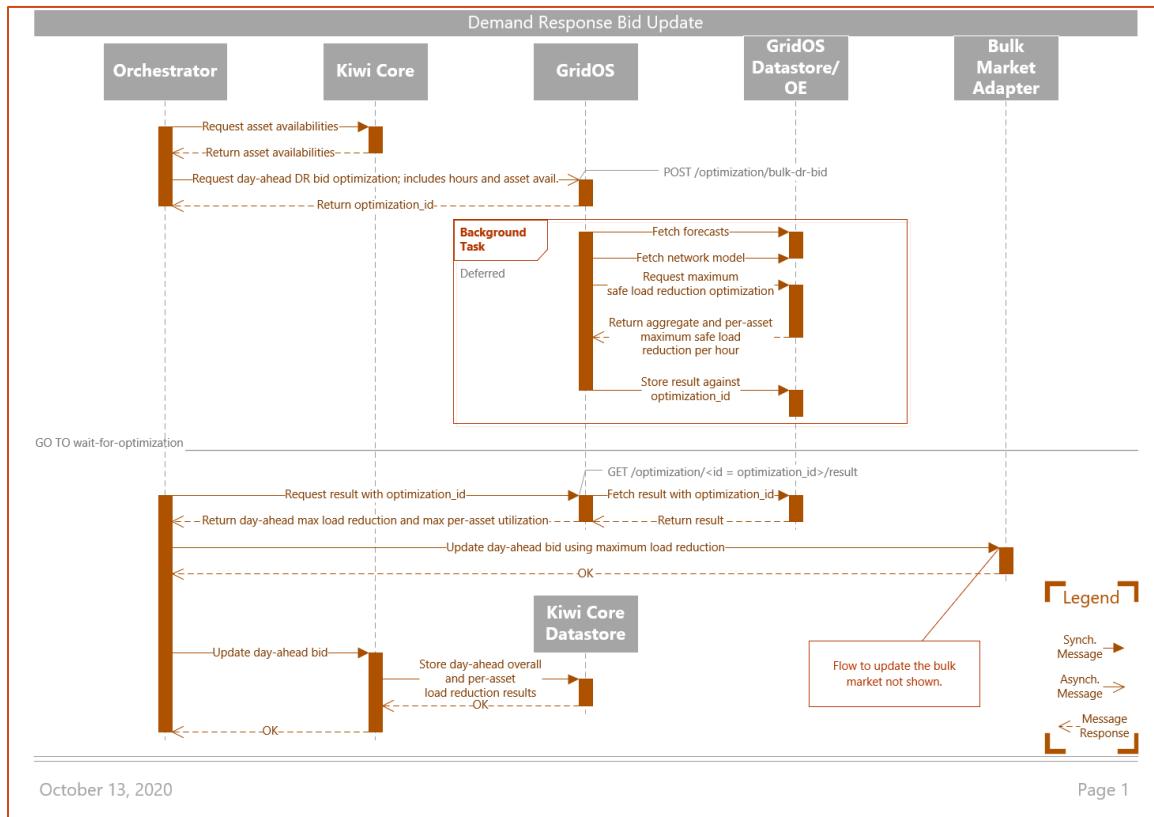 Demand Response Bid Update
Orchestrator
Kiwi Core
GridOS
GridOS
Datastore/
OE
Bulk
Market
Adapter
Request asset availabilities
Return asset availabilities
Request day-ahead DR bid optimization; includes hours and asset avail.
POST /optimization/bulk-dr-bid
Return optimization_id
Background
Task
Deferred
Fetch forecasts
Fetch network model
Request maximum
safe load reduction optimization
Return aggregate and per-asset
maximum safe load
reduction per hour
Store result against
optimization_id
GO TO wait-for-optimization
GET /optimization/<id = optimization_id>/result
Request result with optimization_id
Fetch result with optimization_id
Return day-ahead max load reduction and max per-asset utilization
Return result
Update day-ahead bid using maximum load reduction
OK
Kiwi Core
Datastore
Update day-ahead bid
Store day-ahead overall
and per-asset
load reduction results
OK
OK
Flow to update the bulk
market not shown.
Legend
Synch.
Message
Asynch.
Message
Message
Response
October 13, 2020
Page 1